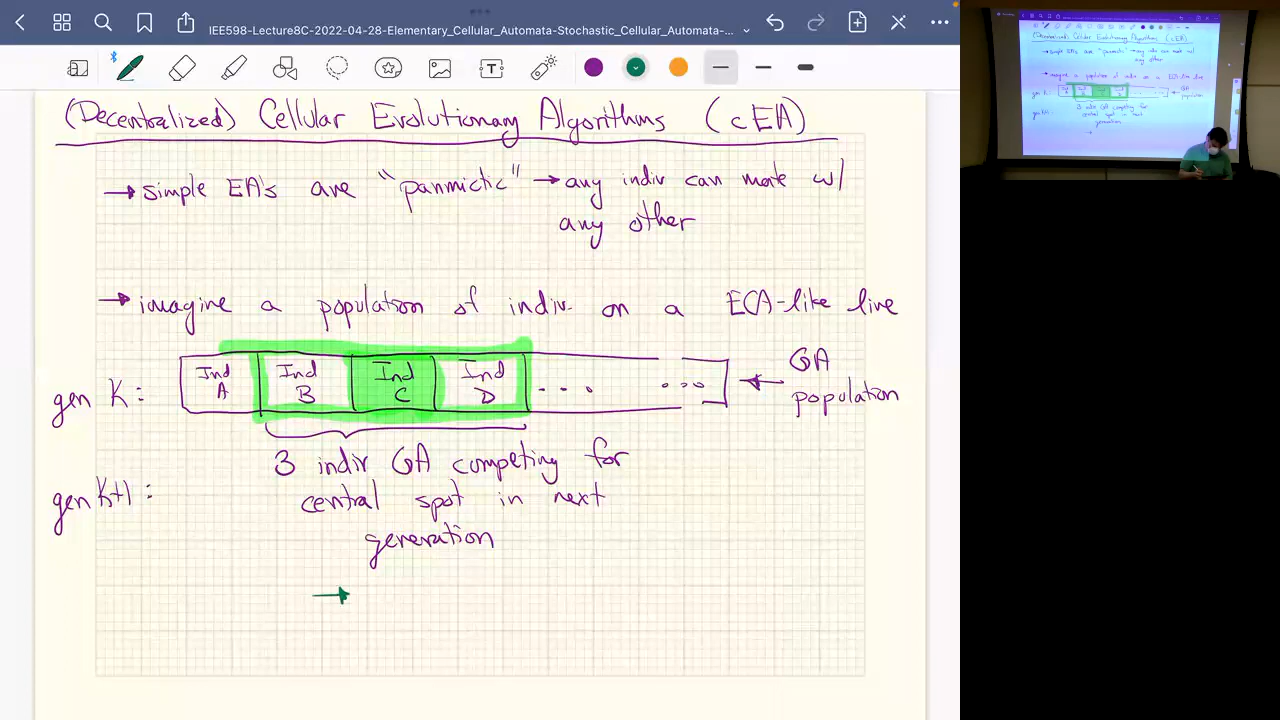 IEE598-Lecture8C-2022-04-28-Elementary_Cellular_Automata-Stochastic_Cellular_Automata-...
(Decentralized) Cellular Evolutionary Algorithms (cEA)
→ simple EA's are "panmictic" → any indiv can mate w/
any other
→ imagine a population of indiv. on a ECA-like line
gen K: Ind A Ind B Ind C Ind D ... ... ← GA population
3 indiv GA competing for
gen K+1: central spot in next
generation
→